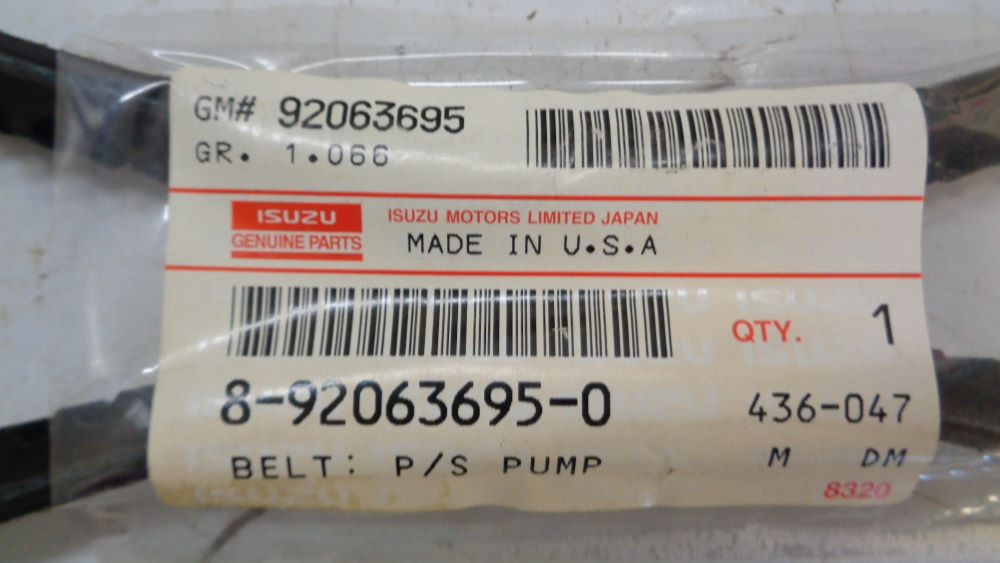 GM# 92063695
GR. 1.066
ISUZU
GENUINE PARTS
ISUZU MOTORS LIMITED JAPAN
MADE IN U.S.A
QTY. 1
8-92063695-0
436-047
BELT: P/S PUMP
M DM
8320